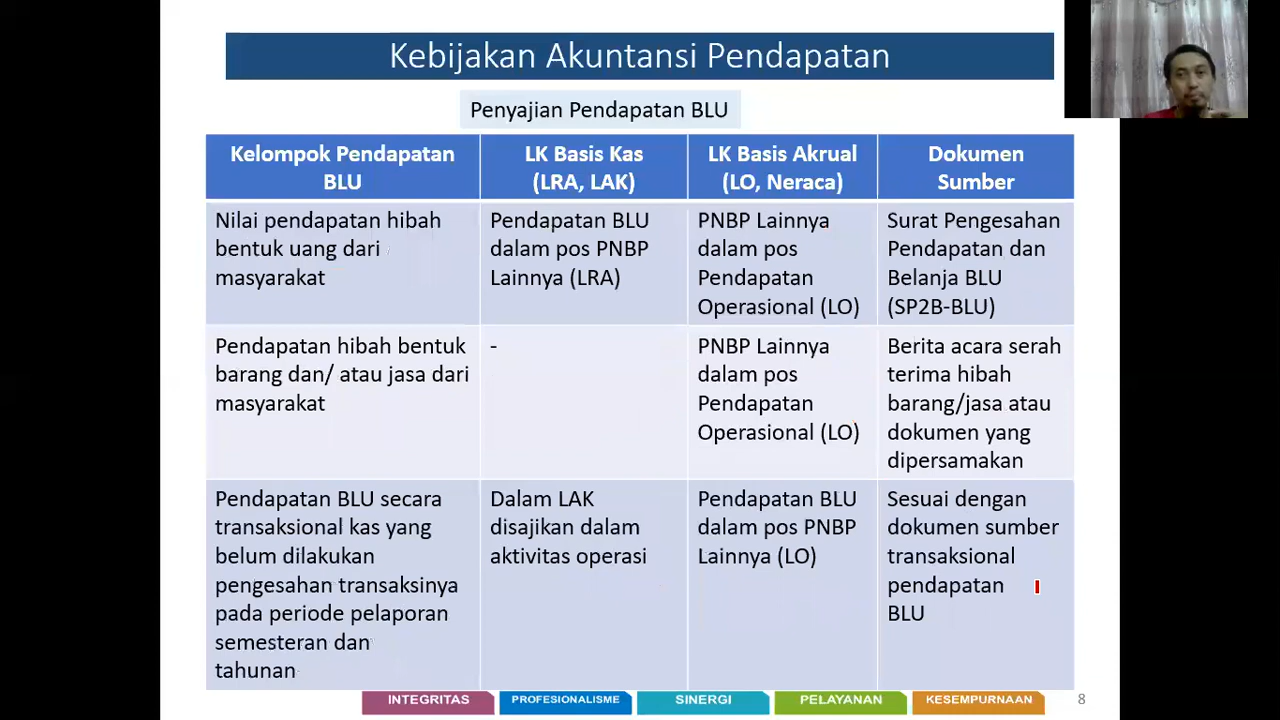 Kebijakan Akuntansi Pendapatan
Penyajian Pendapatan BLU
Kelompok Pendapatan
BLU
LK Basis Kas
(LRA, LAK)
LK Basis Akrual
(LO, Neraca)
Dokumen
Sumber
Nilai pendapatan hibah
bentuk uang dari
masyarakat
Pendapatan BLU
dalam pos PNBP
Lainnya (LRA)
PNBP Lainnya
dalam pos
Pendapatan
Operasional (LO)
Surat Pengesahan
Pendapatan dan
Belanja BLU
(SP2B-BLU)
Pendapatan hibah bentuk
barang dan/ atau jasa dari
masyarakat
-
PNBP Lainnya
dalam pos
Pendapatan
Operasional (LO)
Berita acara serah
terima hibah
barang/jasa atau
dokumen yang
dipersamakan
Pendapatan BLU secara
transaksional kas yang
belum dilakukan
pengesahan transaksinya
pada periode pelaporan
semesteran dan
tahunan
Dalam LAK
disajikan dalam
aktivitas operasi
Pendapatan BLU
dalam pos PNBP
Lainnya (LO)
Sesuai dengan
dokumen sumber
transaksional
pendapatan
BLU
INTEGRITAS
PROFESIONALISME
SINERGI
PELAYANAN
KESEMPURNAAN
8